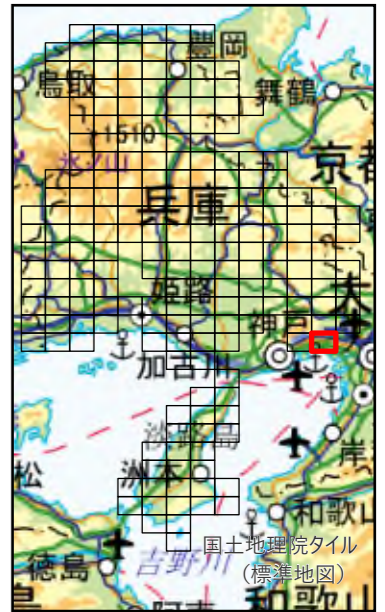 豊岡
鳥取
舞鶴
1510
氷ノ山
京都
兵庫
姫路
神戸
大
加古川
淡路島
洲本
松
岸
和歌山
国土地理院タイル
徳島
吉野川
(標準地図)
和歌山